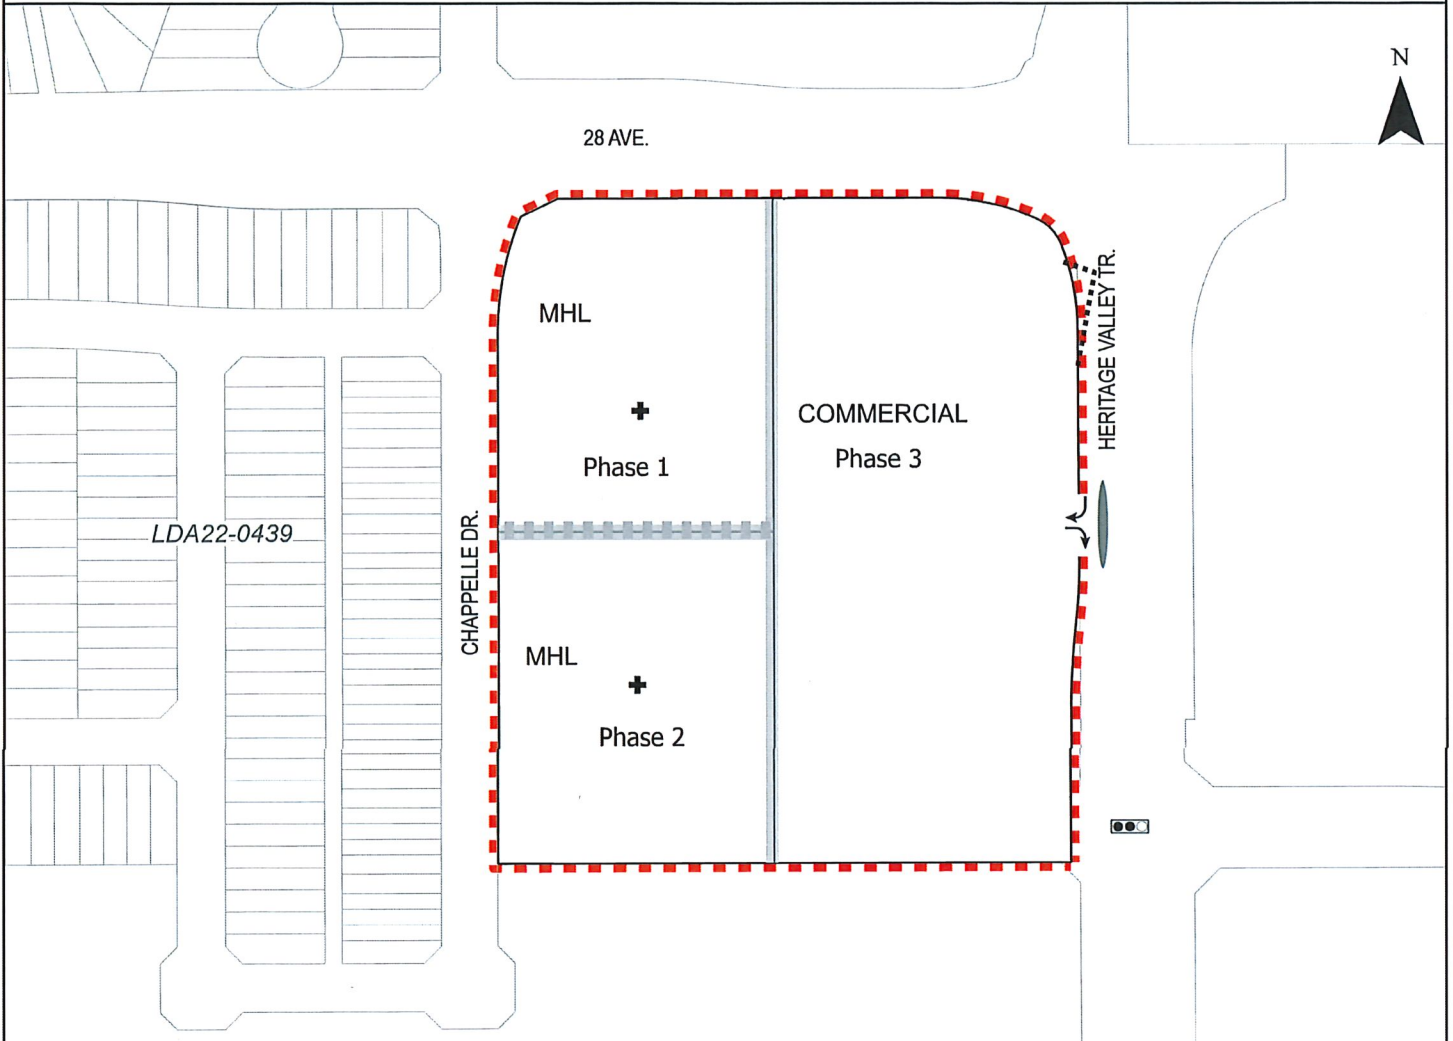 N
28 AVE.
HERITAGE VALLEY TR.
MHL
COMMERCIAL
Phase 3
Phase 1
LDA22-0439
CHAPPELLE DR.
MHL
Phase 2